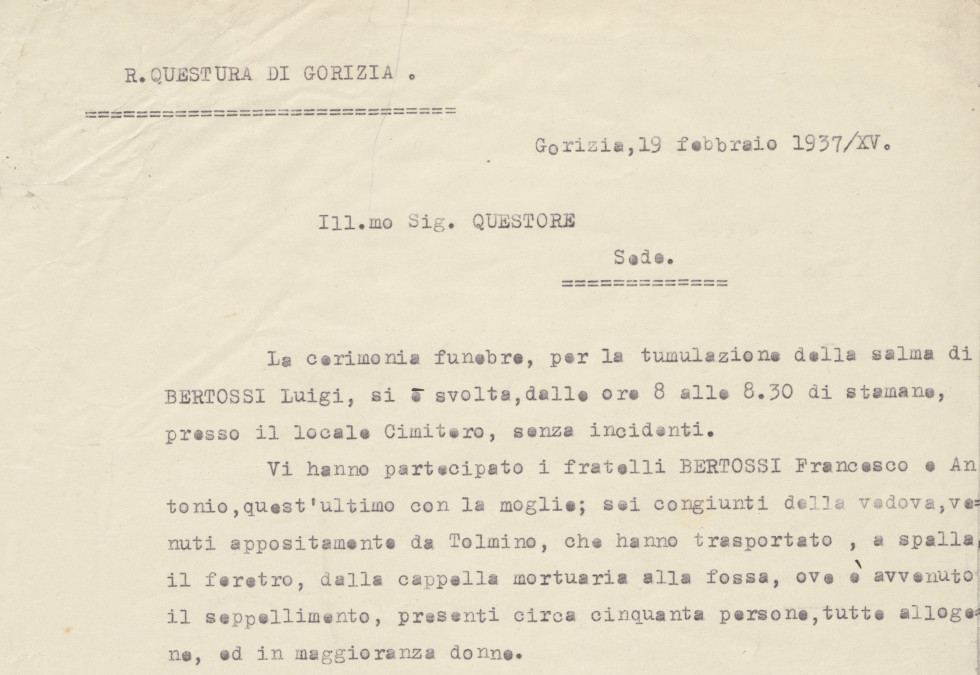 R.QUESTURA DI GORIZIA .
=============================
Gorizia,19 febbraio 1937/XV.
Ill.mo Sig. QUESTORE
Sede.
=============
La cerimonia funebre, per la tumulazione della salma di
BERTOSSI Luigi, si è svolta,dalle ore 8 alle 8.30 di stamane,
presso il locale Cimitero, senza incidenti.
Vi hanno partecipato i fratelli BERTOSSI Francesco e An
tonio,quest'ultimo con la moglie; sei congiunti della vedova,ve=
nuti appositamente da Tolmino, che hanno trasportato , a spalla,
il feretro, dalla cappella mortuaria alla fossa, ove è avvenuto
il seppellimento, presenti circa cinquanta persone,tutte alloge=
ne, ed in maggioranza donne.